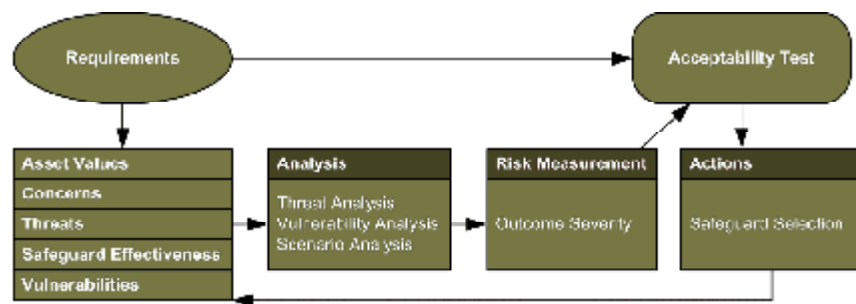 Requirements
Acceptability Test
Asset Values
Concerns
Threats
Safeguard Effectiveness
Vulnerabilities
Analysis
Threat Analysis
Vulnerability Analysis
Scenario Analysis
Risk Measurement
Outcome Severity
Actions
Safeguard Selection